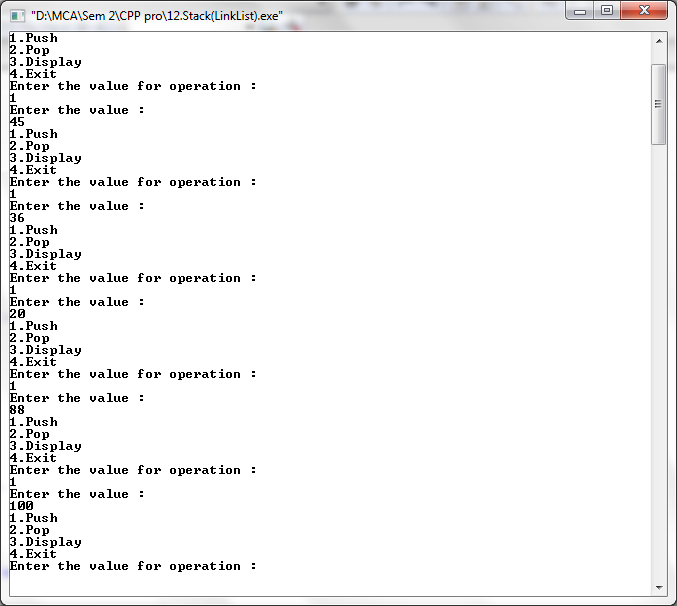 "D:\MCA\Sem 2\CPP pro\12.Stack(LinkList).exe"
1.Push
2.Pop
3.Display
4.Exit
Enter the value for operation :
1
Enter the value :
45
1.Push
2.Pop
3.Display
4.Exit
Enter the value for operation :
1
Enter the value :
36
1.Push
2.Pop
3.Display
4.Exit
Enter the value for operation :
1
Enter the value :
20
1.Push
2.Pop
3.Display
4.Exit
Enter the value for operation :
1
Enter the value :
88
1.Push
2.Pop
3.Display
4.Exit
Enter the value for operation :
1
Enter the value :
100
1.Push
2.Pop
3.Display
4.Exit
Enter the value for operation :